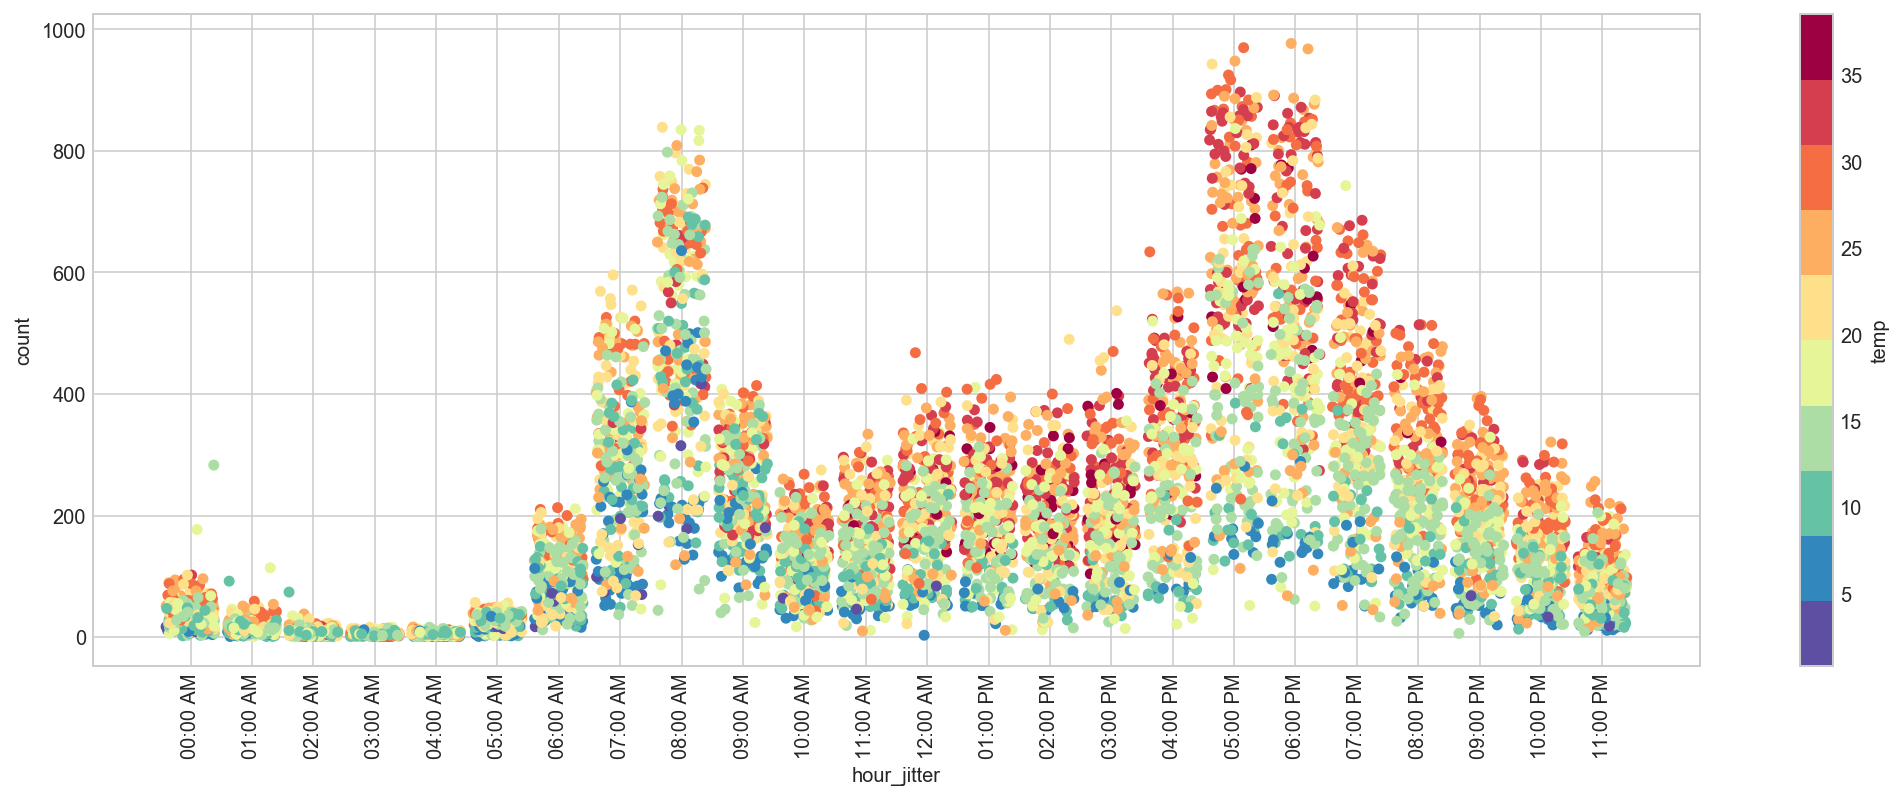 1000
800
600
400
200
0
count
00:00 AM
01:00 AM
02:00 AM
03:00 AM
04:00 AM
05:00 AM
06:00 AM
07:00 AM
08:00 AM
09:00 AM
10:00 AM
11:00 AM
12:00 AM
01:00 PM
02:00 PM
03:00 PM
04:00 PM
05:00 PM
06:00 PM
07:00 PM
08:00 PM
09:00 PM
10:00 PM
11:00 PM
hour_jitter
35
30
25
20
15
10
5
temp